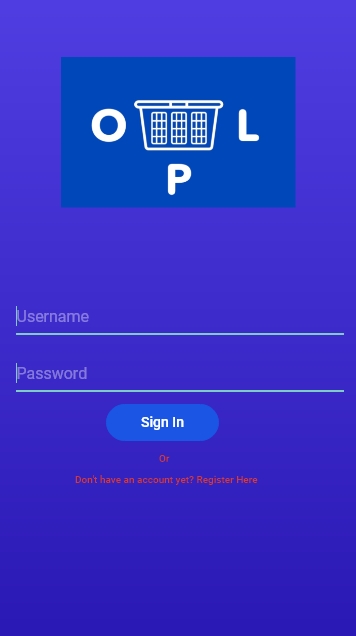 O L
P
Username
Password
Sign In
Or
Don't have an account yet? Register Here